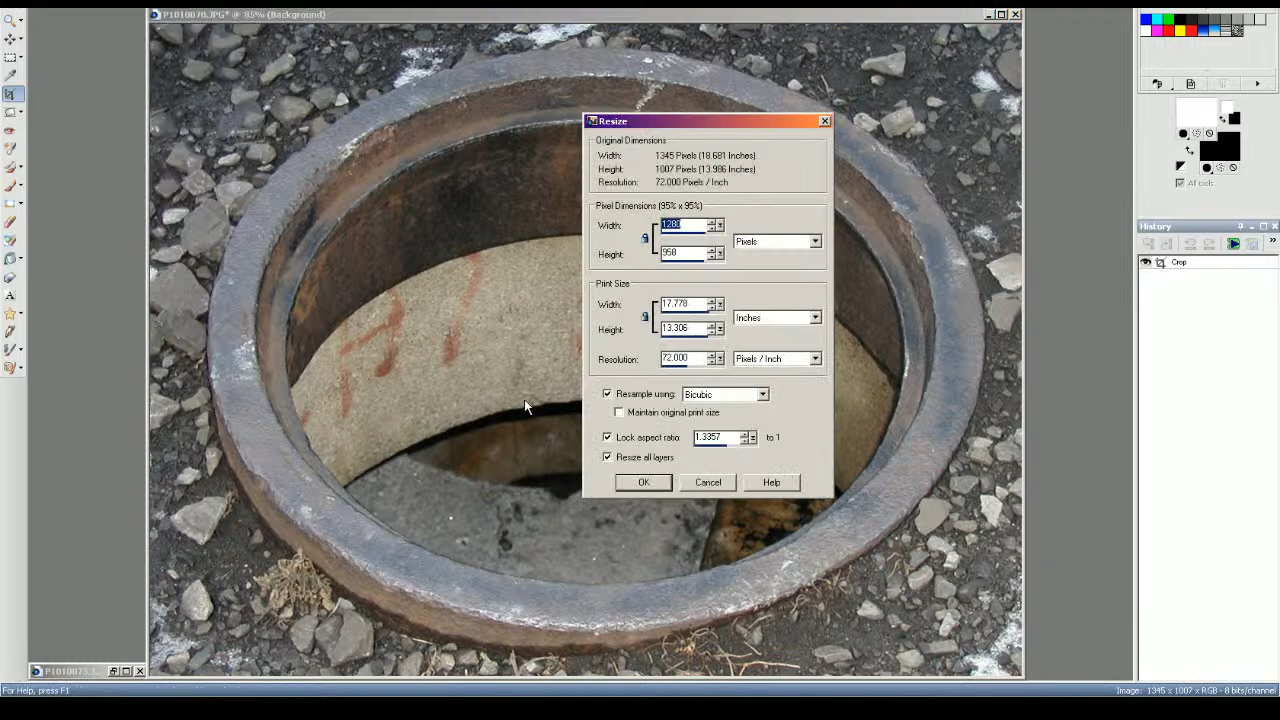 P1010070.JPG* @ 85% (Background)
Resize
Original Dimensions
Width: 1345 Pixels (18.681 Inches)
Height: 1007 Pixels (13.986 Inches)
Resolution: 72.000 Pixels / Inch
Pixel Dimensions (95% x 95%)
Width: 1280
Pixels
Height: 958
Print Size
Width: 17.778
Inches
Height: 13.306
Resolution: 72.000 Pixels / Inch
Resample using: Bicubic
Maintain original print size
Lock aspect ratio: 1.3357 to 1
Resize all layers
OK Cancel Help
All tools
History
Crop
For Help, press F1
Image: 1345 x 1007 x RGB - 8 bits/channel